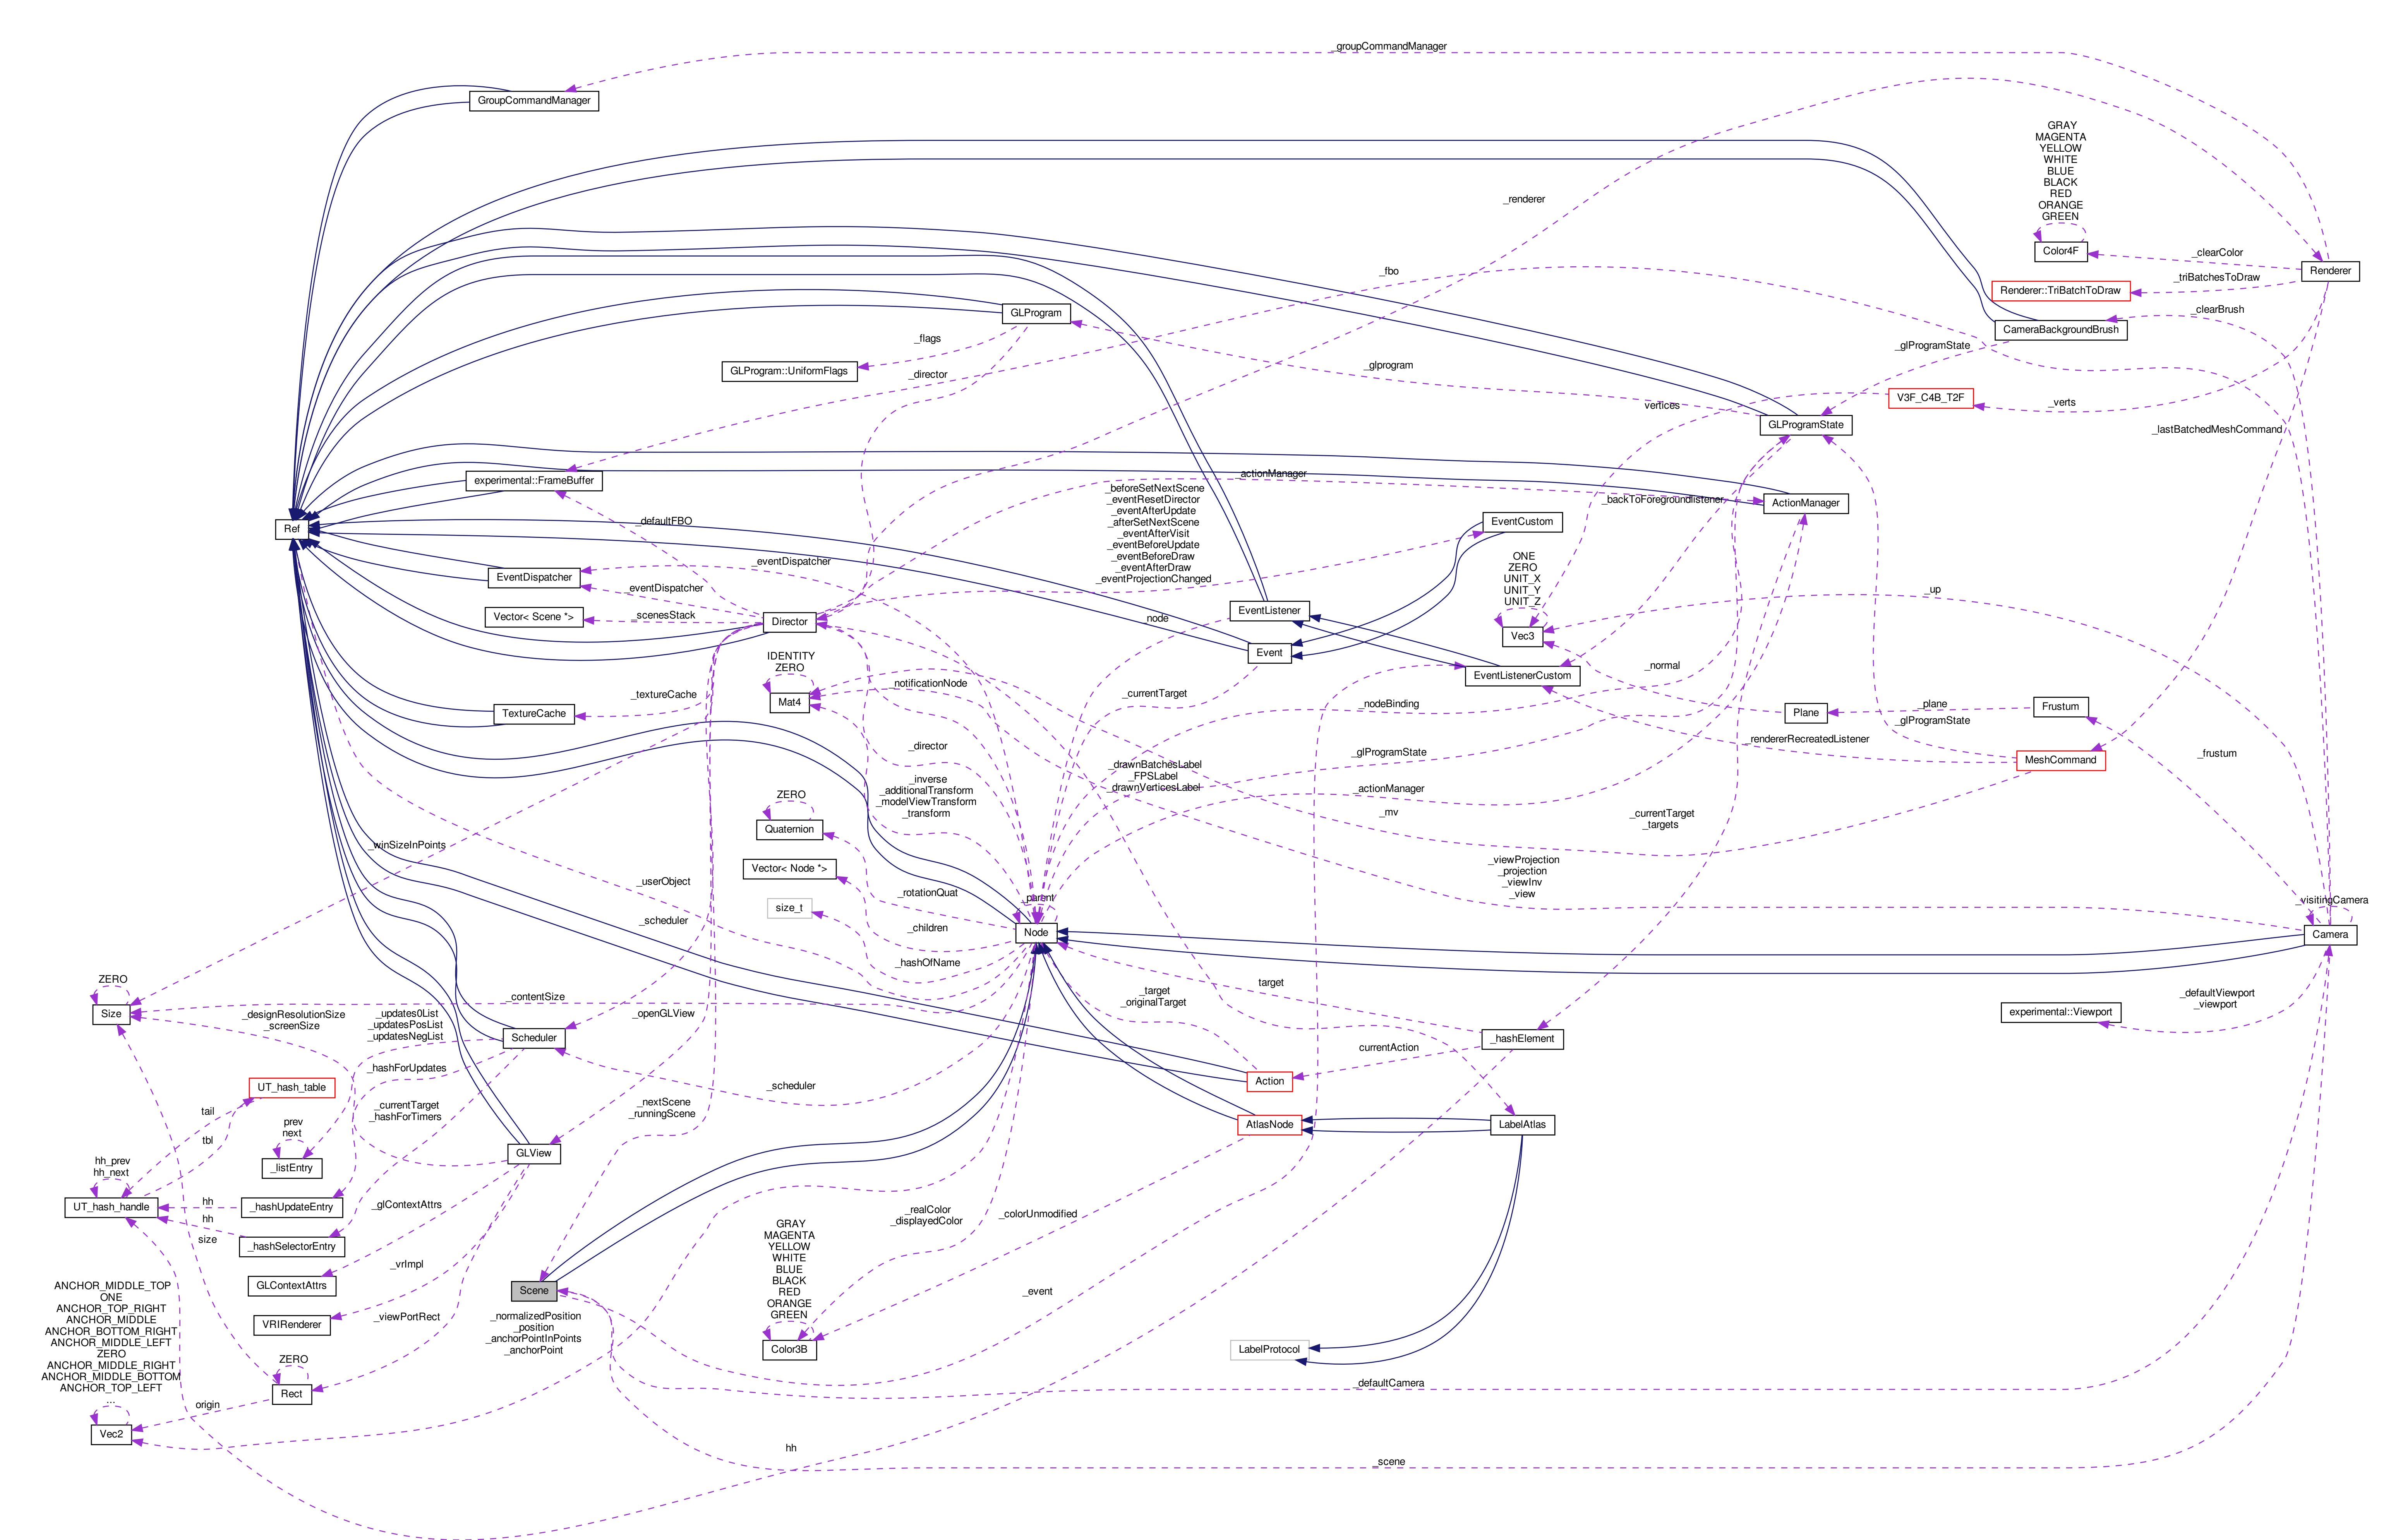 _groupCommandManager
GroupCommandManager
GRAY
MAGENTA
YELLOW
WHITE
BLUE
BLACK
RED
ORANGE
GREEN
_renderer
Color4F
_clearColor
Renderer
_fbo
_triBatchesToDraw
Renderer::TriBatchToDraw
GLProgram
_clearBrush
CameraBackgroundBrush
_flags
_glProgramState
GLProgram::UniformFlags
_director
_glprogram
V3F_C4B_T2F
vertices
_verts
GLProgramState
_lastBatchedMeshCommand
experimental::FrameBuffer
_actionManager
_beforeSetNextScene
_eventResetDirector
_eventAfterUpdate
_afterSetNextScene
_eventAfterVisit
_eventBeforeUpdate
_eventBeforeDraw
_eventAfterDraw
_eventProjectionChanged
_backToForegroundlistener
ActionManager
Ref
_defaultFBO
EventCustom
_eventDispatcher
EventDispatcher
_eventDispatcher
ONE
ZERO
UNIT_X
UNIT_Y
UNIT_Z
_up
Vector< Scene *>
_scenesStack
Director
node
EventListener
Vec3
IDENTITY
ZERO
Event
_normal
EventListenerCustom
_textureCache
_notificationNode
_currentTarget
Mat4
TextureCache
_nodeBinding
Plane
_plane
Frustum
_glProgramState
_director
_glProgramState
_rendererRecreatedListener
_frustum
MeshCommand
_drawnBatchesLabel
_FPSLabel
_drawnVerticesLabel
_inverse
_additionalTransform
_modelViewTransform
_transform
_actionManager
ZERO
Quaternion
_mv
_currentTarget
_targets
_winSizeInPoints
Vector< Node *>
_viewProjection
_projection
_viewInv
_view
_userObject
_rotationQuat
_parent
_visitingCamera
size_t
_scheduler
_children
Node
Camera
_hashOfName
ZERO
_contentSize
_target
_originalTarget
target
_defaultViewport
_viewport
Size
_designResolutionSize
_screenSize
_updates0List
_updatesPosList
_updatesNegList
_openGLView
experimental::Viewport
Scheduler
_hashElement
currentAction
_hashForUpdates
UT_hash_table
_scheduler
Action
tail
_currentTarget
_hashForTimers
_nextScene
_runningScene
prev
next
AtlasNode
LabelAtlas
tbl
GLView
hh_prev
hh_next
_listEntry
UT_hash_handle
hh
_hashUpdateEntry
_glContextAttrs
_realColor
_displayedColor
_colorUnmodified
hh
_hashSelectorEntry
size
GRAY
MAGENTA
YELLOW
WHITE
BLUE
BLACK
RED
ORANGE
GREEN
_vrImpl
GLContextAttrs
Scene
_event
ANCHOR_MIDDLE_TOP
ONE
ANCHOR_TOP_RIGHT
ANCHOR_MIDDLE
ANCHOR_BOTTOM_RIGHT
ANCHOR_MIDDLE_LEFT
ZERO
ANCHOR_MIDDLE_RIGHT
ANCHOR_MIDDLE_BOTTOM
ANCHOR_TOP_LEFT
...
VRIRenderer
_viewPortRect
_normalizedPosition
_position
_anchorPointInPoints
_anchorPoint
Color3B
LabelProtocol
ZERO
Rect
_defaultCamera
origin
Vec2
hh
_scene